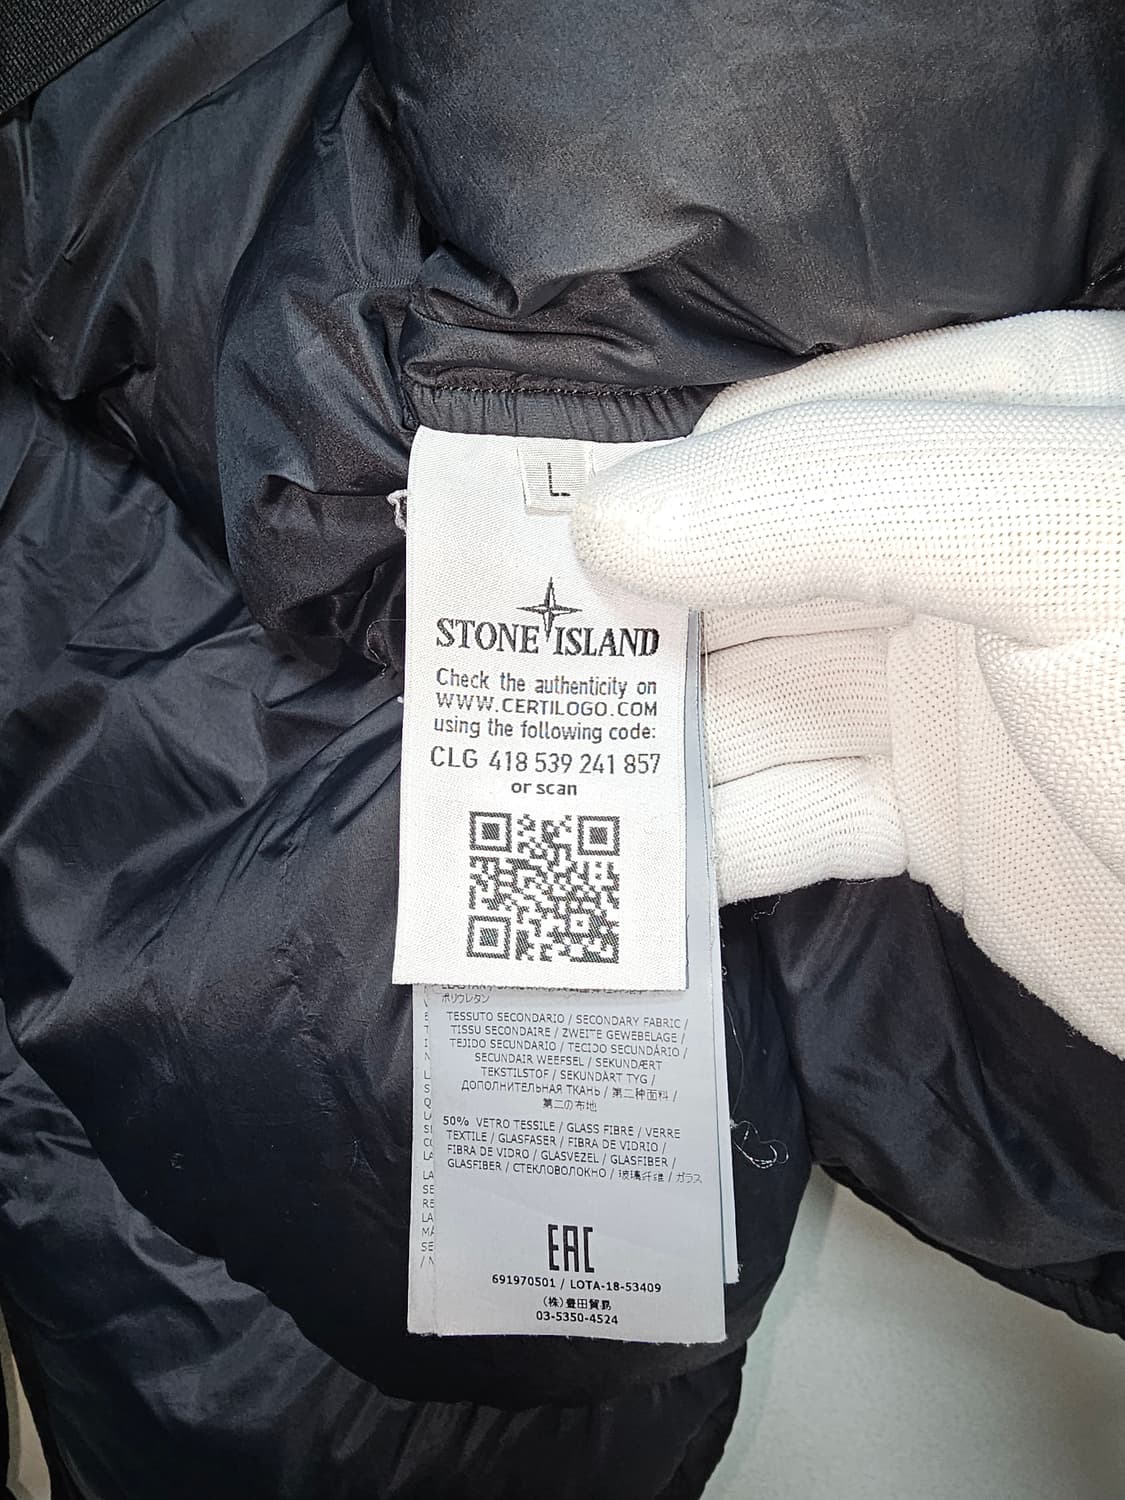 L
STONE ISLAND
Check the authenticity on
WWW.CERTILOGO.COM
using the following code:
CLG 418 539 241 857
or scan
ポリウレタン
TESSUTO SECONDARIO / SECONDARY FABRIC /
TISSU SECONDAIRE / ZWEITE GEWEBELAGE /
TEJIDO SECUNDARIO / TECIDO SECUNDÁRIO /
SECUNDAIR WEEFSEL / SEKUNDÆRT
TEKSTILSTOF / SEKUNDÄRT TYG /
ДОПОЛНИТЕЛЬНАЯ ТКАНЬ / 第二种面料 /
第二の布地
50% VETRO TESSILE / GLASS FIBRE / VERRE
TEXTILE / GLASFASER / FIBRA DE VIDRIO /
FIBRA DE VIDRO / GLASVEZEL / GLASFIBER /
GLASFIBER / СТЕКЛОВОЛОКНО / 玻璃纤维 / ガラス
EAC
691970501 / LOTA-18-53409
(株)豊田貿易
03-5350-4524